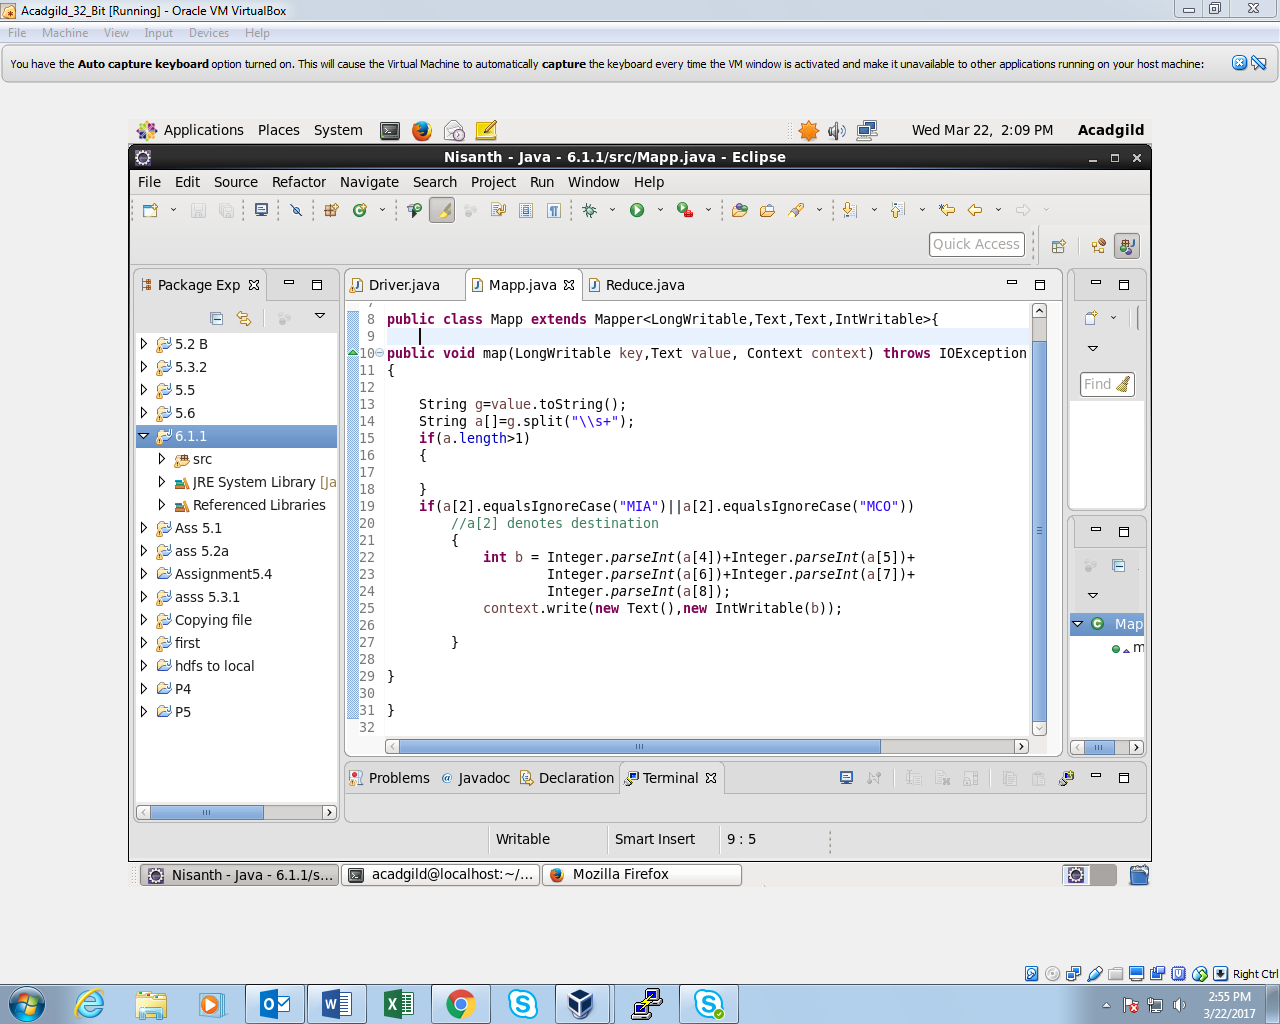 Acadgild_32_Bit [Running] - Oracle VM VirtualBox
File Machine View Input Devices Help
You have the Auto capture keyboard option turned on. This will cause the Virtual Machine to automatically capture the keyboard every time the VM window is activated and make it unavailable to other applications running on your host machine:
Applications Places System Wed Mar 22, 2:09 PM Acadgild
Nisanth - Java - 6.1.1/src/Mapp.java - Eclipse
File Edit Source Refactor Navigate Search Project Run Window Help
Quick Access
Package Exp
Driver.java Mapp.java Reduce.java
5.2 B
5.3.2
5.5
5.6
6.1.1
src
JRE System Library [Ja
Referenced Libraries
Ass 5.1
ass 5.2a
Assignment5.4
asss 5.3.1
Copying file
first
hdfs to local
P4
P5
7
8 public class Mapp extends Mapper<LongWritable,Text,Text,IntWritable>{
9
10 public void map(LongWritable key,Text value, Context context) throws IOException
11 {
12
13 String g=value.toString();
14 String a[]=g.split("\\s+");
15 if(a.length>1)
16 {
17
18 }
19 if(a[2].equalsIgnoreCase("MIA")||a[2].equalsIgnoreCase("MCO"))
20 //a[2] denotes destination
21 {
22 int b = Integer.parseInt(a[4])+Integer.parseInt(a[5])+
23 Integer.parseInt(a[6])+Integer.parseInt(a[7])+
24 Integer.parseInt(a[8]);
25 context.write(new Text(),new IntWritable(b));
26
27 }
28
29 }
30
31 }
32
Find
Map
m
Problems @ Javadoc Declaration Terminal
Writable Smart Insert 9 : 5
Nisanth - Java - 6.1.1/s... acadgild@localhost:~/... Mozilla Firefox
Right Ctrl
2:55 PM
3/22/2017